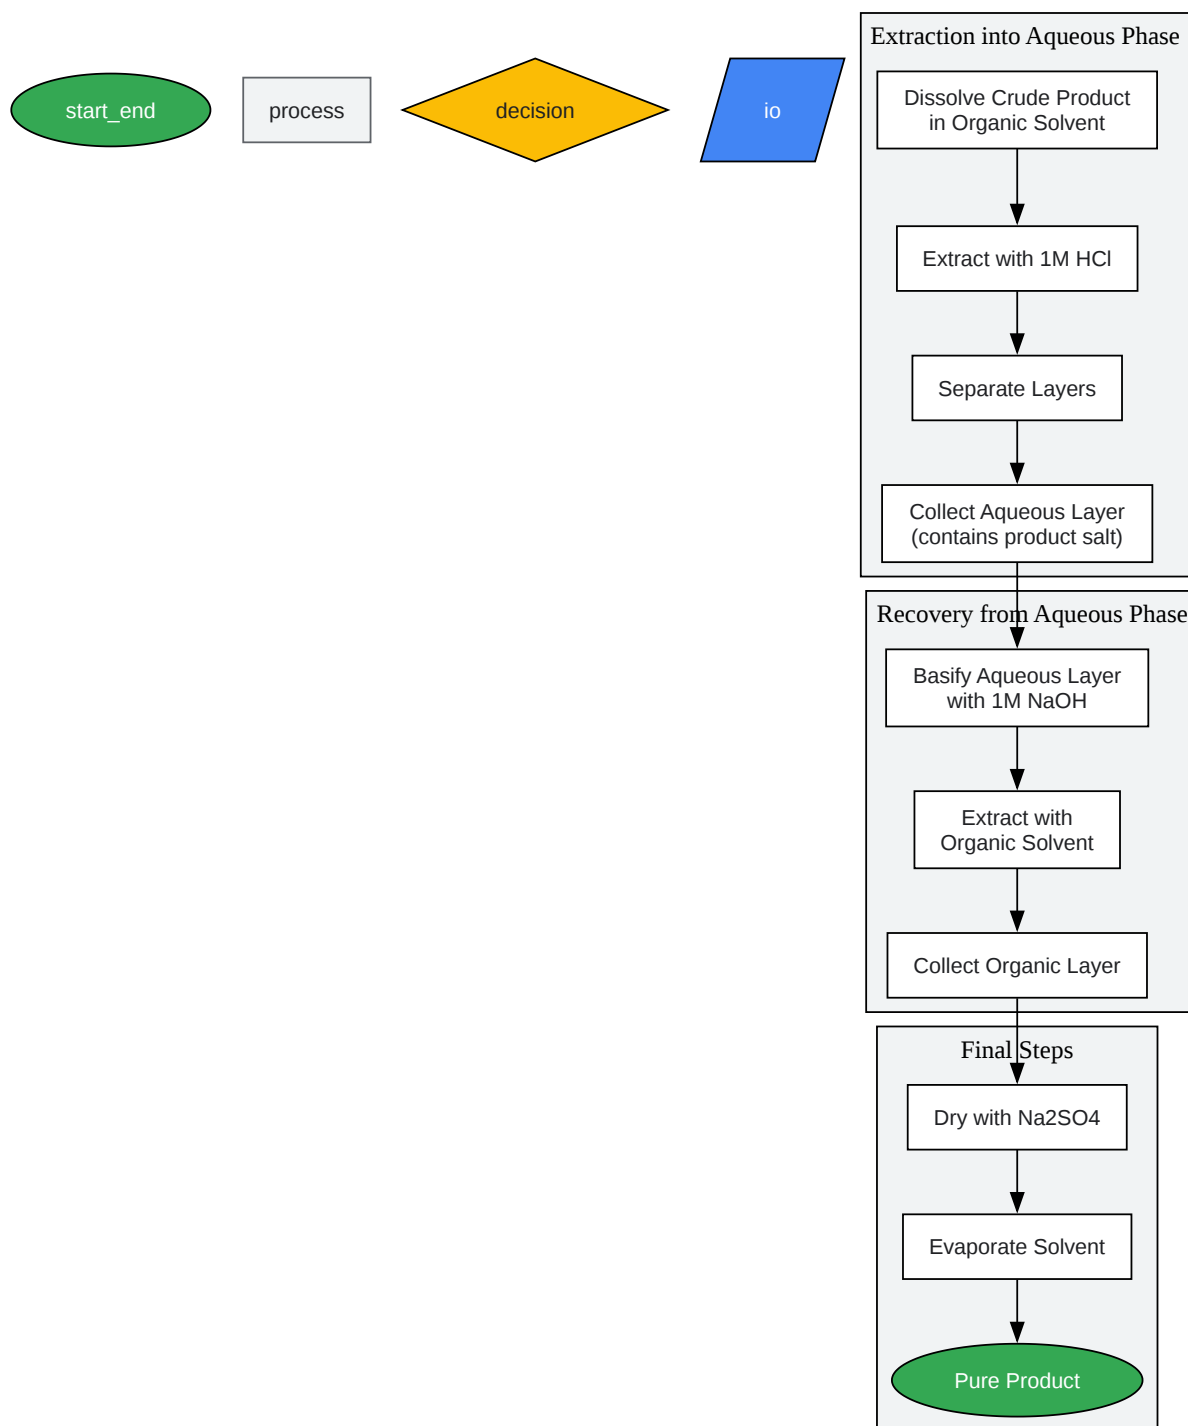 start_end
process
decision
io
Extraction into Aqueous Phase
Dissolve Crude Product
in Organic Solvent
Extract with 1M HCl
Separate Layers
Collect Aqueous Layer
(contains product salt)
Recovery from Aqueous Phase
Basify Aqueous Layer
with 1M NaOH
Extract with
Organic Solvent
Collect Organic Layer
Final Steps
Dry with Na2SO4
Evaporate Solvent
Pure Product